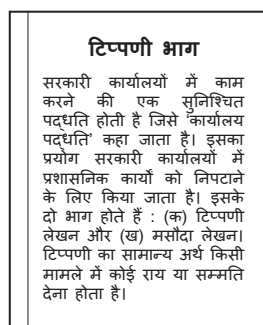 टिप्पणी भाग
सरकारी कार्यालयों में काम
करने की एक सुनिश्चित
पद्धति होती है जिसे 'कार्यालय
पद्धति' कहा जाता है। इसका
प्रयोग सरकारी कार्यालयों में
प्रशासनिक कार्यों को निपटाने
के लिए किया जाता है। इसके
दो भाग होते हैं : (क) टिप्पणी
लेखन और (ख) मसौदा लेखन।
टिप्पणी का सामान्य अर्थ किसी
मामले में कोई राय या सम्मति
देना होता है।